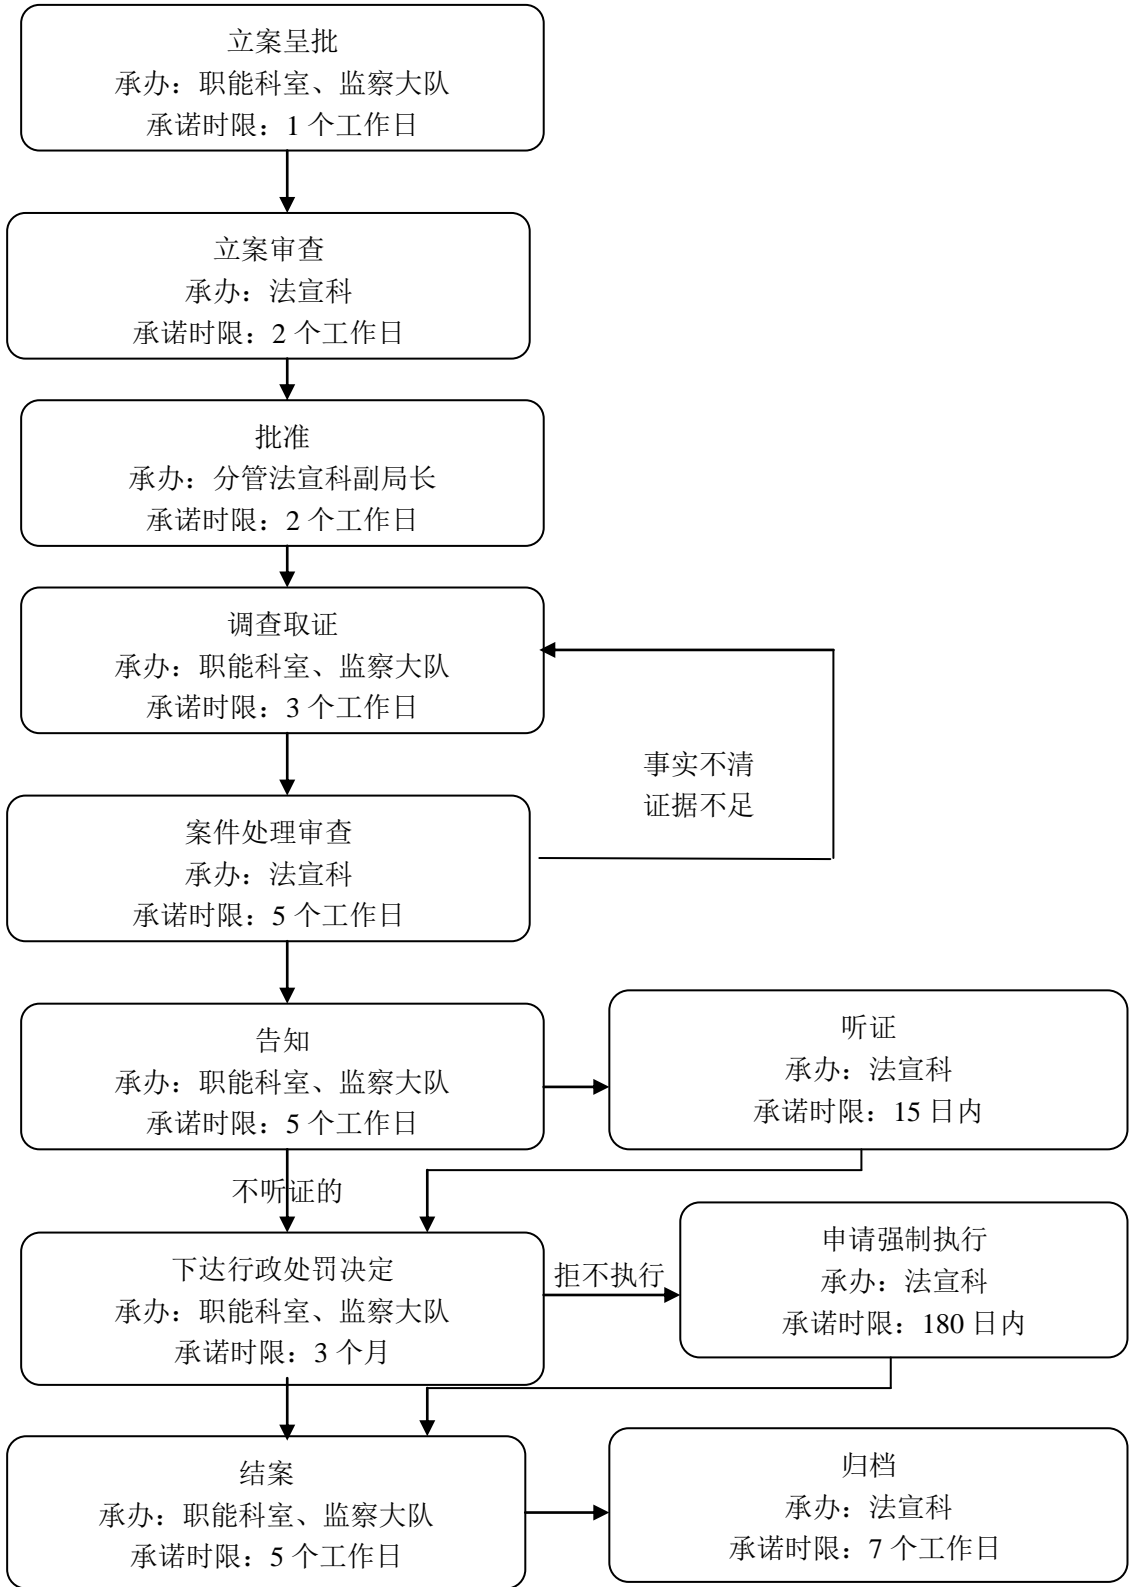 立案呈批
承办：职能科室、监察大队
承诺时限：1 个工作日
立案审查
承办：法宣科
承诺时限：2 个工作日
批准
承办：分管法宣科副局长
承诺时限：2 个工作日
调查取证
承办：职能科室、监察大队
承诺时限：3 个工作日
事实不清
证据不足
案件处理审查
承办：法宣科
承诺时限：5 个工作日
告知
承办：职能科室、监察大队
承诺时限：5 个工作日
听证
承办：法宣科
承诺时限：15 日内
不听证的
下达行政处罚决定
承办：职能科室、监察大队
承诺时限：3 个月
拒不执行
申请强制执行
承办：法宣科
承诺时限：180 日内
结案
承办：职能科室、监察大队
承诺时限：5 个工作日
归档
承办：法宣科
承诺时限：7 个工作日